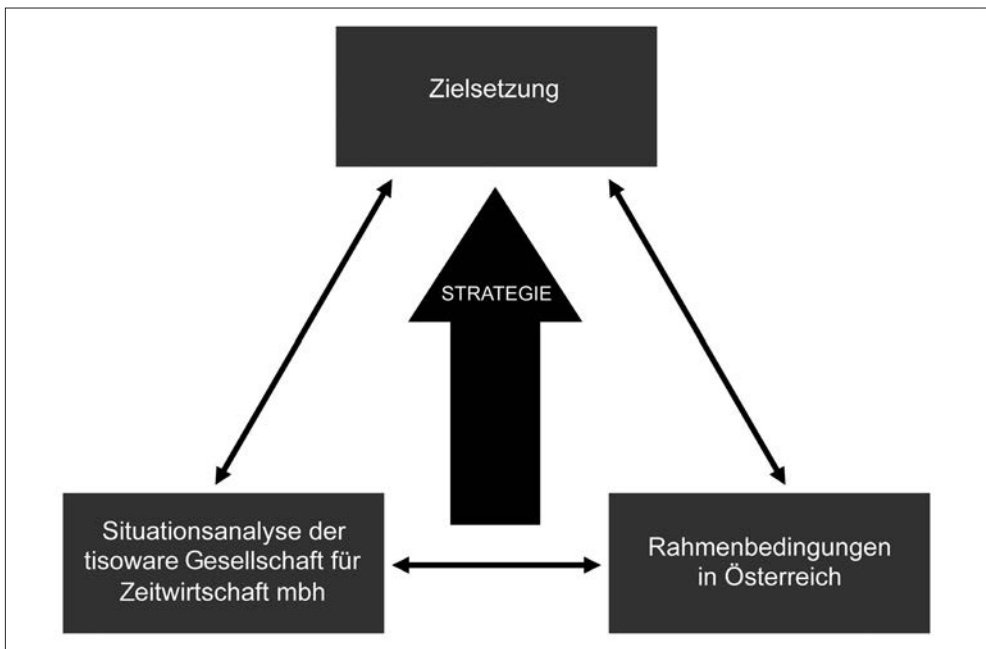 Zielsetzung
STRATEGIE
Situationsanalyse der
tisoware Gesellschaft für
Zeitwirtschaft mbh
Rahmenbedingungen
in Österreich